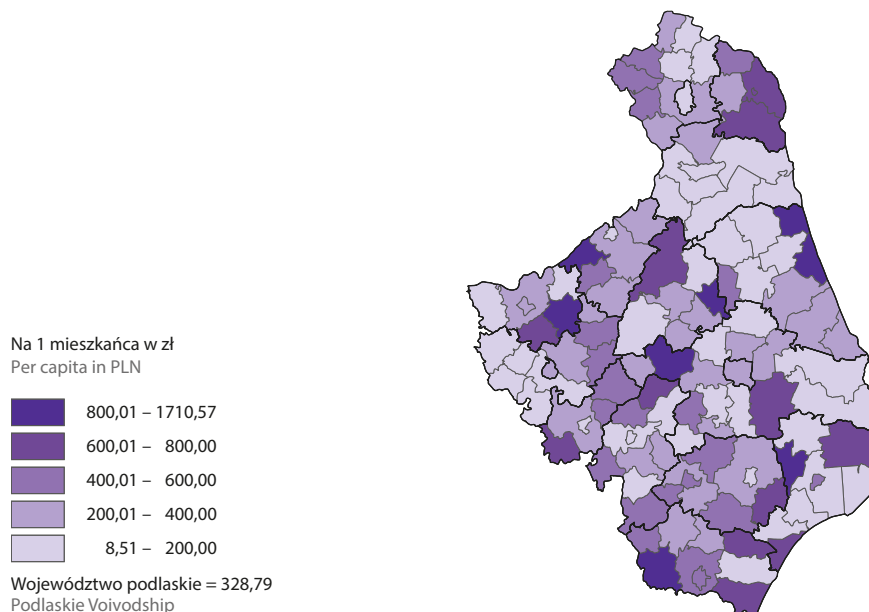 Na 1 mieszkańca w zł
Per capita in PLN
800,01 – 1710,57
600,01 – 800,00
400,01 – 600,00
200,01 – 400,00
8,51 – 200,00
Województwo podlaskie = 328,79
Podlaskie Voivodship